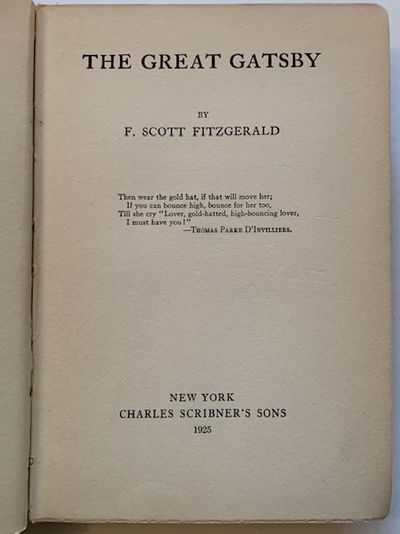 THE GREAT GATSBY
BY
F. SCOTT FITZGERALD
Then wear the gold hat, if that will move her;
If you can bounce high, bounce for her too,
Till she cry "Lover, gold-hatted, high-bouncing lover,
I must have you!"
—THOMAS PARKE D'INVILLIERS.
NEW YORK
CHARLES SCRIBNER'S SONS
1925